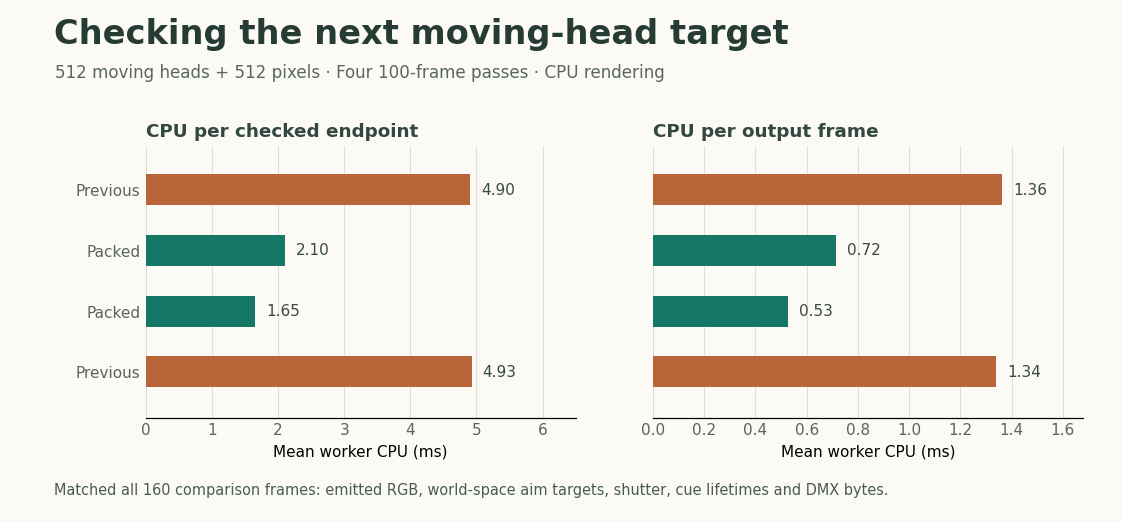 Checking the next moving-head target
512 moving heads + 512 pixels · Four 100-frame passes · CPU rendering
CPU per checked endpoint
Previous 4.90
Packed 2.10
Packed 1.65
Previous 4.93
0 1 2 3 4 5 6
Mean worker CPU (ms)
CPU per output frame
1.36
0.72
0.53
1.34
0.0 0.2 0.4 0.6 0.8 1.0 1.2 1.4 1.6
Mean worker CPU (ms)
Matched all 160 comparison frames: emitted RGB, world-space aim targets, shutter, cue lifetimes and DMX bytes.